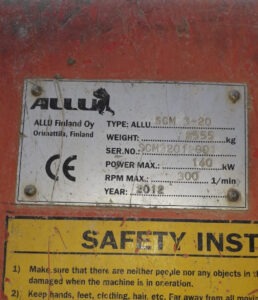 ALLU
ALLU Finland Oy
Orimattila, Finland
TYPE: ALLU SGM 3-20
WEIGHT: kg
SER.NO.:
POWER MAX.: 140 kW
RPM MAX.: 300 1/min
YEAR: 2012
CE
SAFETY INST
1) Make sure that there are neither people nor any objects in
damaged when the machine is in operation.
2) Keep hands, feet, clothing, hair, etc. Far away from all